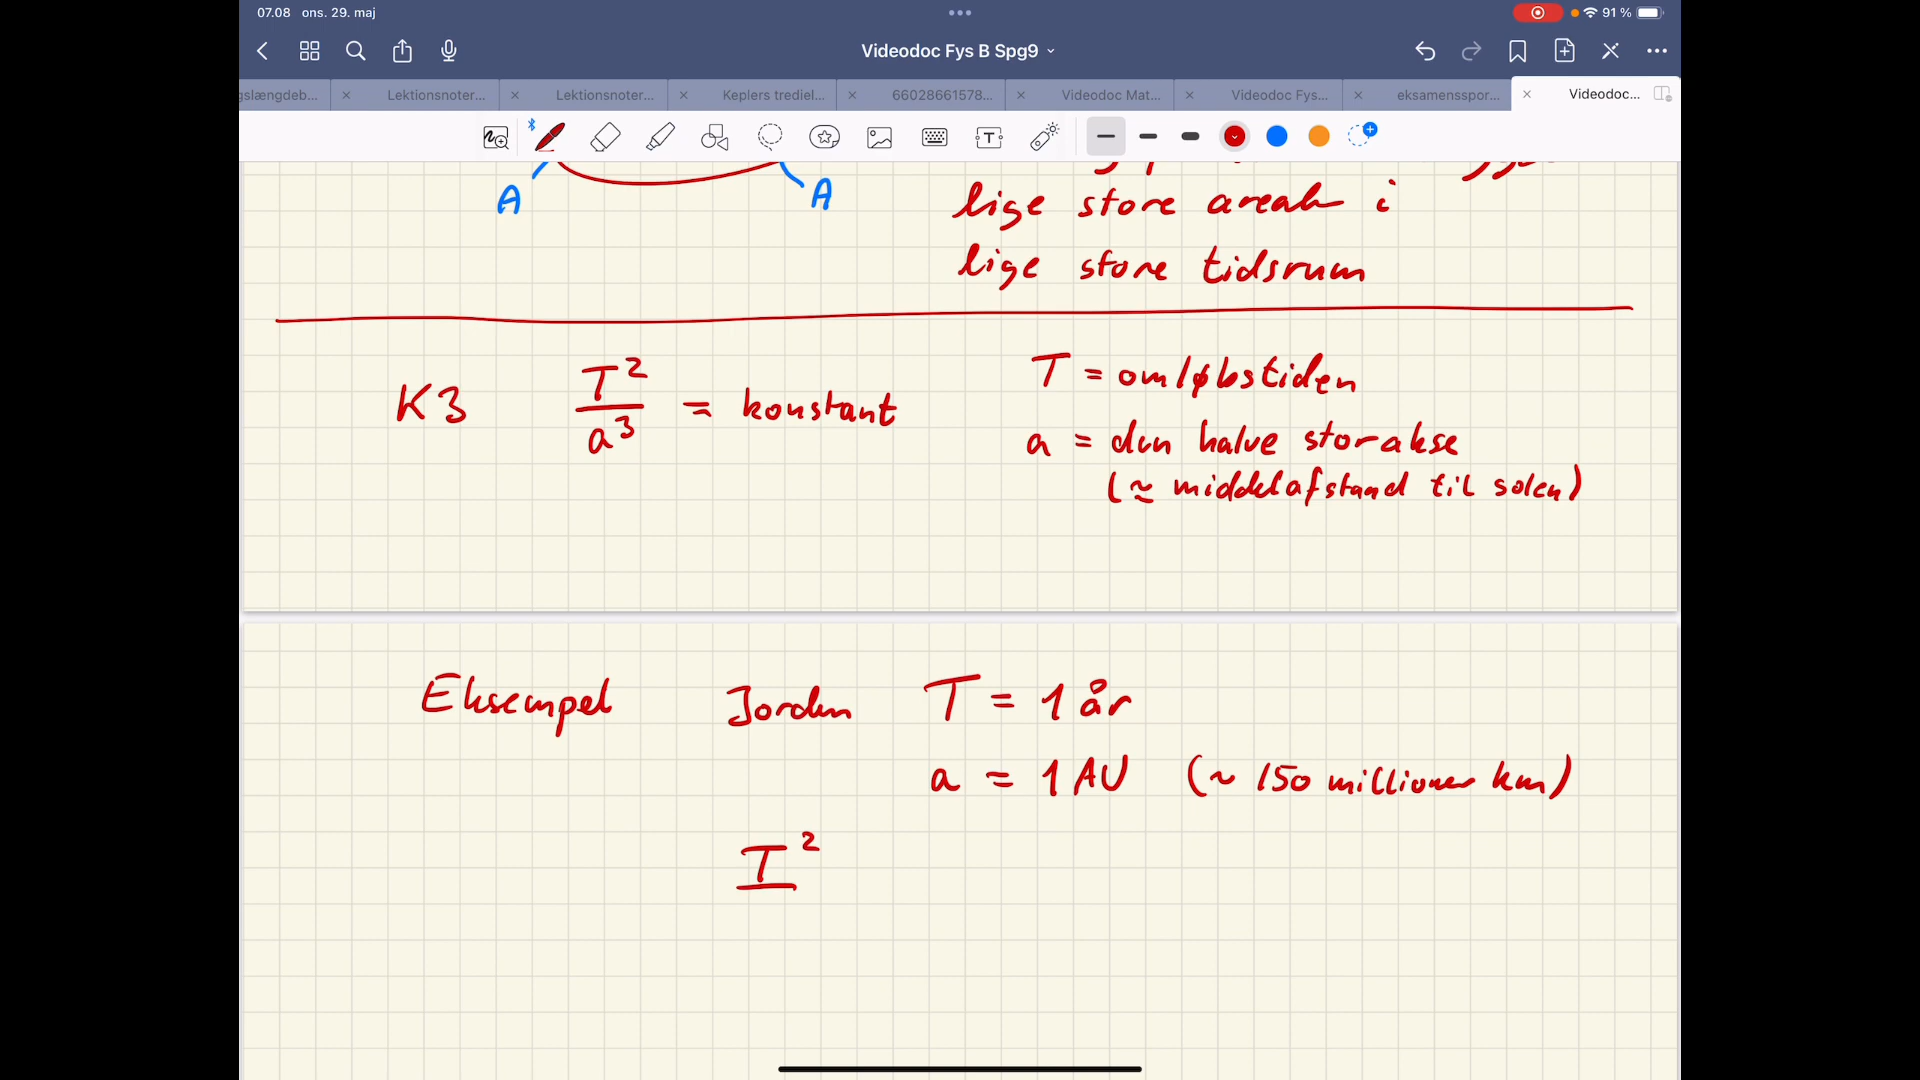 07.08 ons. 29. maj
91 %
Videodoc Fys B Spg9
gslængdeb...
Lektionsnoter...
Lektionsnoter...
Keplers trediel...
66028661578...
Videodoc Mat...
Videodoc Fys...
eksamensspor...
Videodoc...
A
A
lige store arealer i
lige store tidsrum
K3
T²/a³ = konstant
T = omløbstiden
a = den halve storakse
(≈ middelafstand til solen)
Eksempel Jorden T = 1 år
a = 1 AU (~ 150 millioner km)
T²